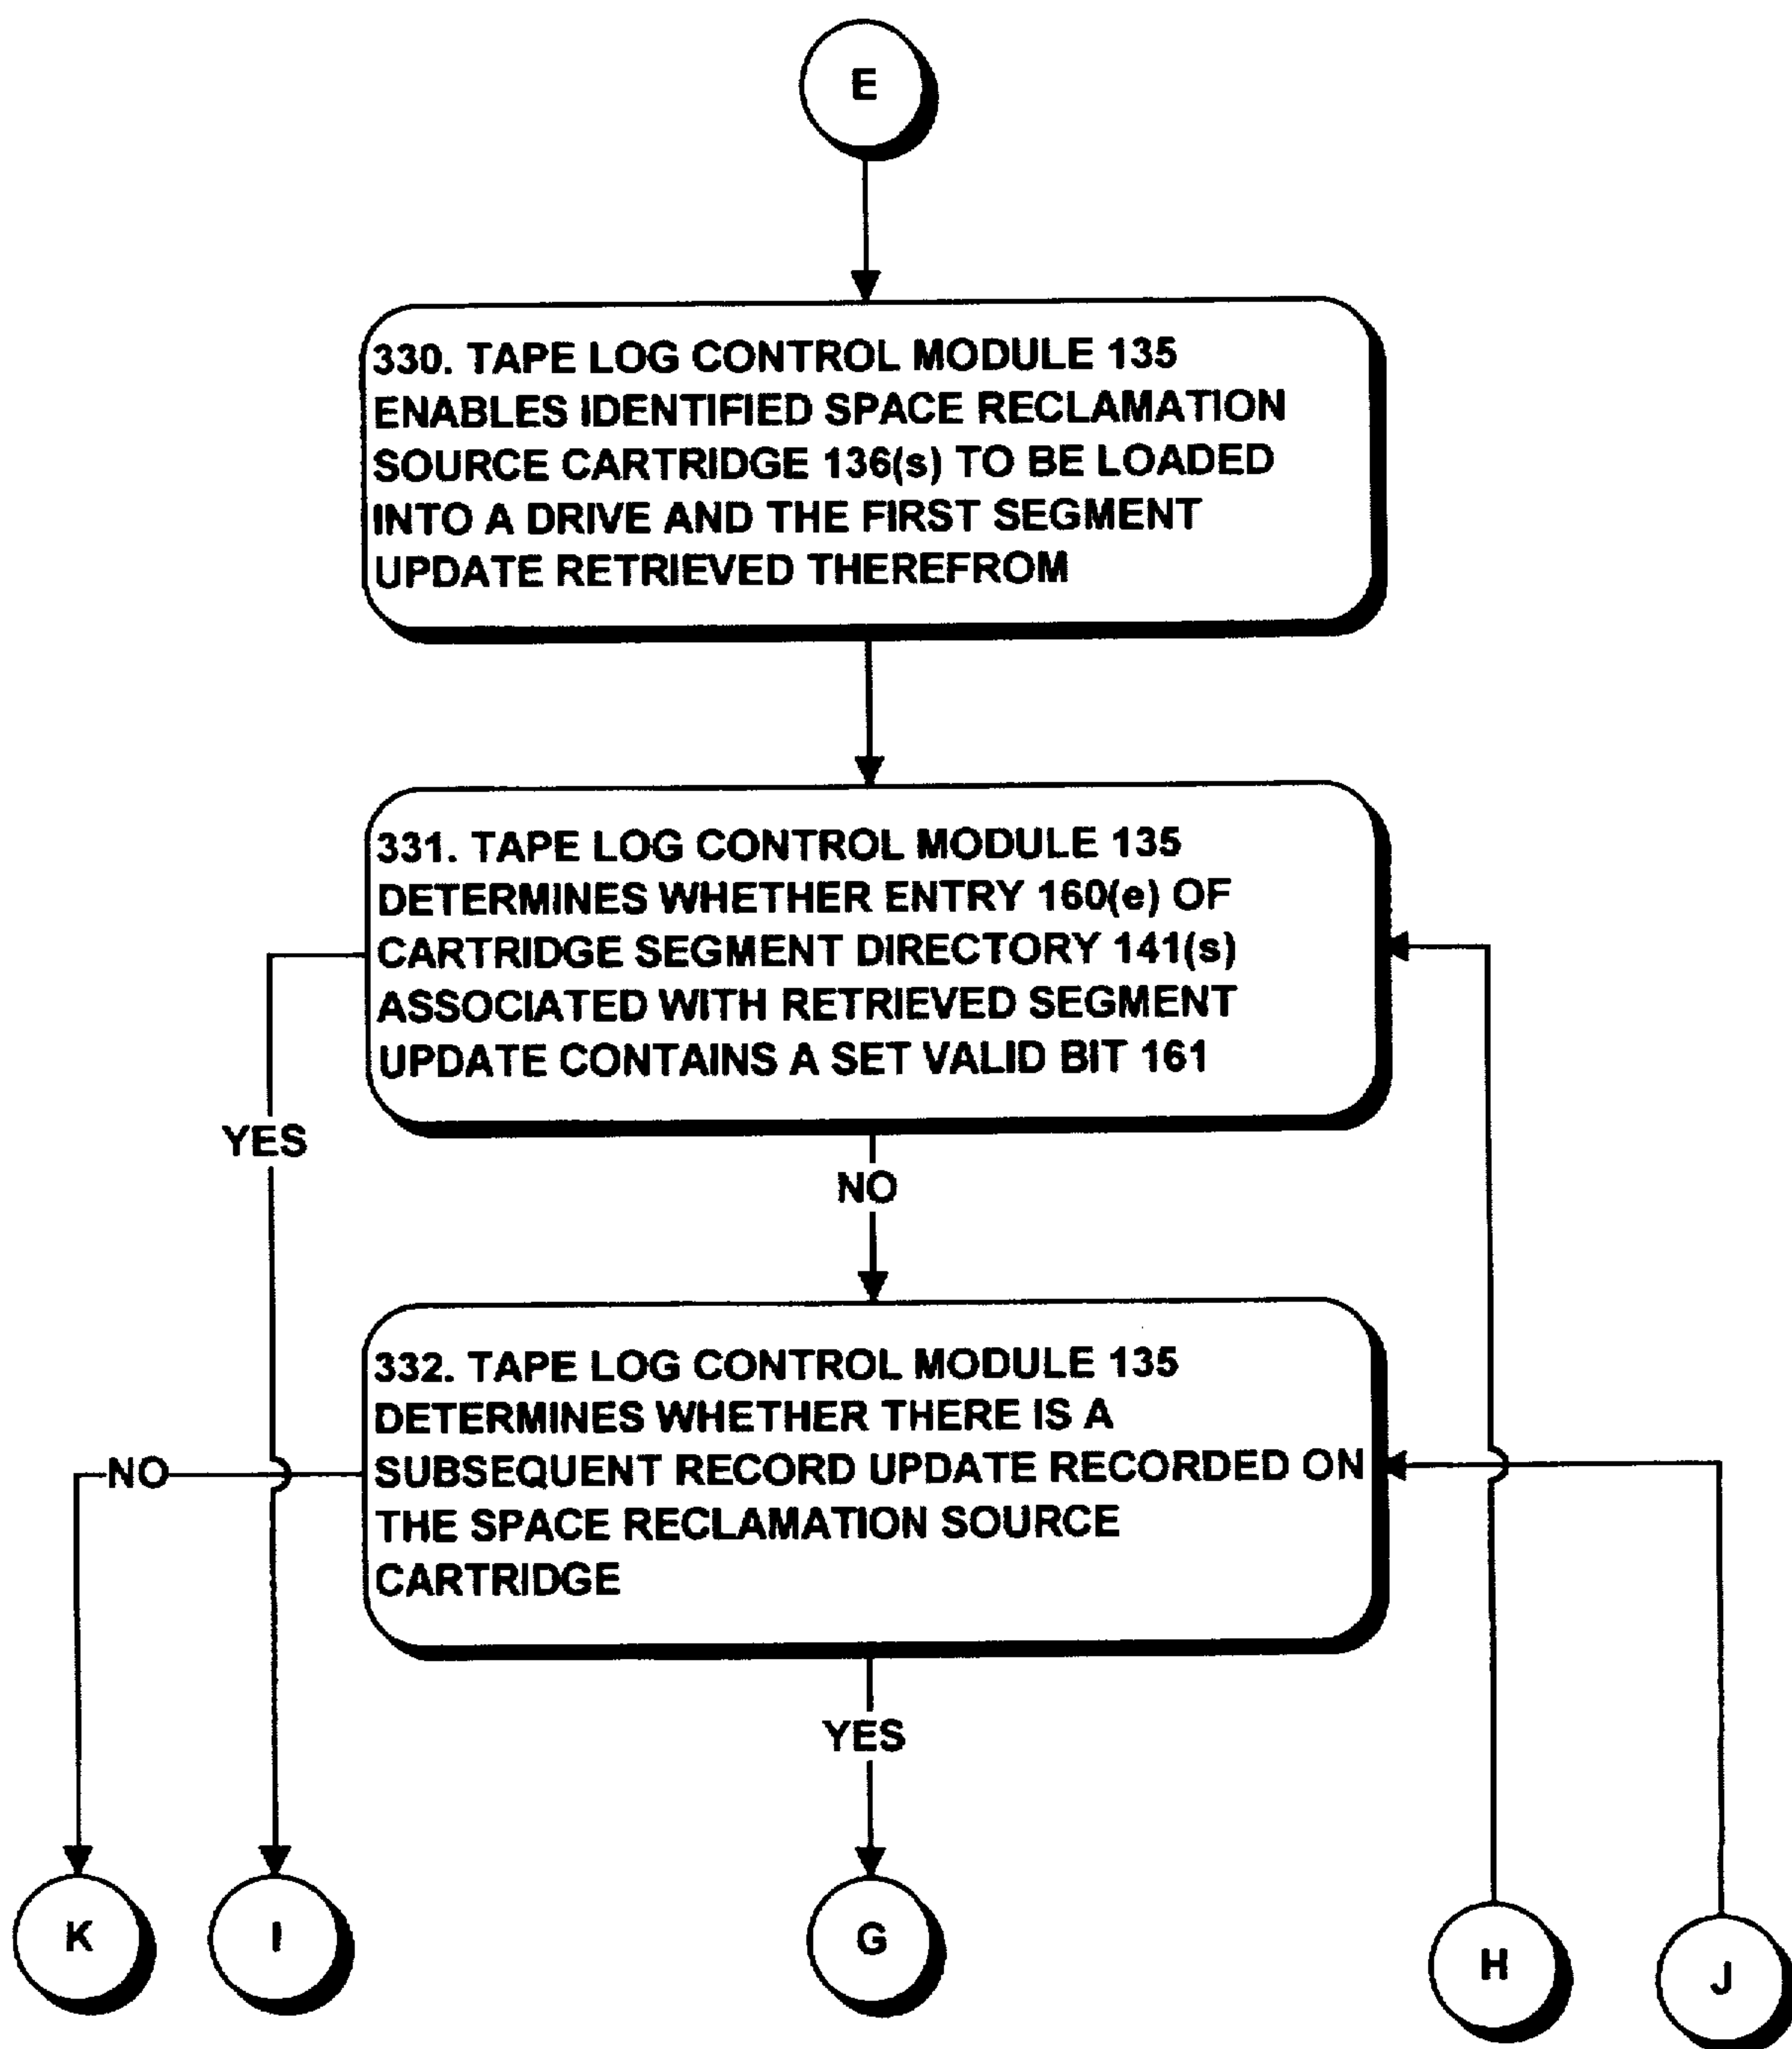 E
330. TAPE LOG CONTROL MODULE 135
ENABLES IDENTIFIED SPACE RECLAMATION
SOURCE CARTRIDGE 136(s) TO BE LOADED
INTO A DRIVE AND THE FIRST SEGMENT
UPDATE RETRIEVED THEREFROM
331. TAPE LOG CONTROL MODULE 135
DETERMINES WHETHER ENTRY 160(e) OF
CARTRIDGE SEGMENT DIRECTORY 141(s)
ASSOCIATED WITH RETRIEVED SEGMENT
UPDATE CONTAINS A SET VALID BIT 161
YES
NO
332. TAPE LOG CONTROL MODULE 135
DETERMINES WHETHER THERE IS A
SUBSEQUENT RECORD UPDATE RECORDED ON
THE SPACE RECLAMATION SOURCE
CARTRIDGE
NO
YES
K
I
G
H
J